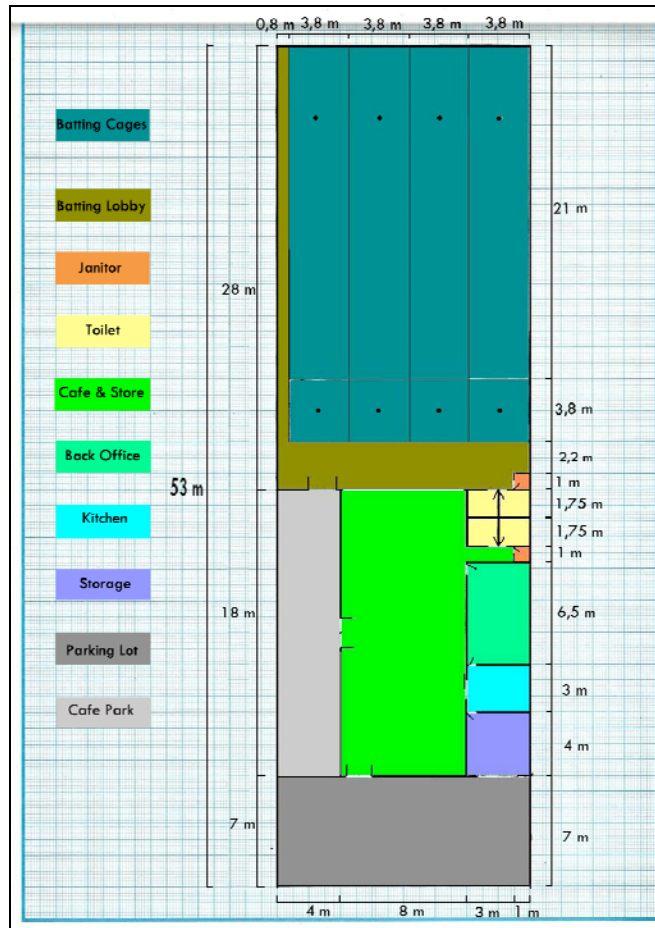 0,8 m 3,8 m 3,8 m 3,8 m 3,8 m
Batting Cages
Batting Lobby
Janitor
Toilet
Cafe & Store
Back Office
Kitchen
Storage
Parking Lot
Cafe Park
28 m
53 m
18 m
7 m
21 m
3,8 m
2,2 m
1 m
1,75 m
1,75 m
1 m
6,5 m
3 m
4 m
7 m
4 m 8 m 3 m 1 m